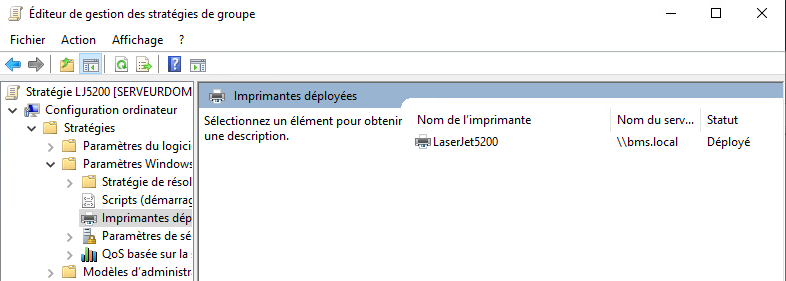 Éditeur de gestion des stratégies de groupe
Fichier Action Affichage ?
Stratégie LJ5200 [SERVEURDOM
Configuration ordinateur
Stratégies
Paramètres du logici
Paramètres Windows
Stratégie de résol
Scripts (démarrag
Imprimantes dép
Paramètres de sé
QoS basée sur la
Modèles d'administr
Imprimantes déployées
Sélectionnez un élément pour obtenir
une description.
Nom de l'imprimante Nom du serv... Statut
LaserJet5200 \\bms.local Déployé